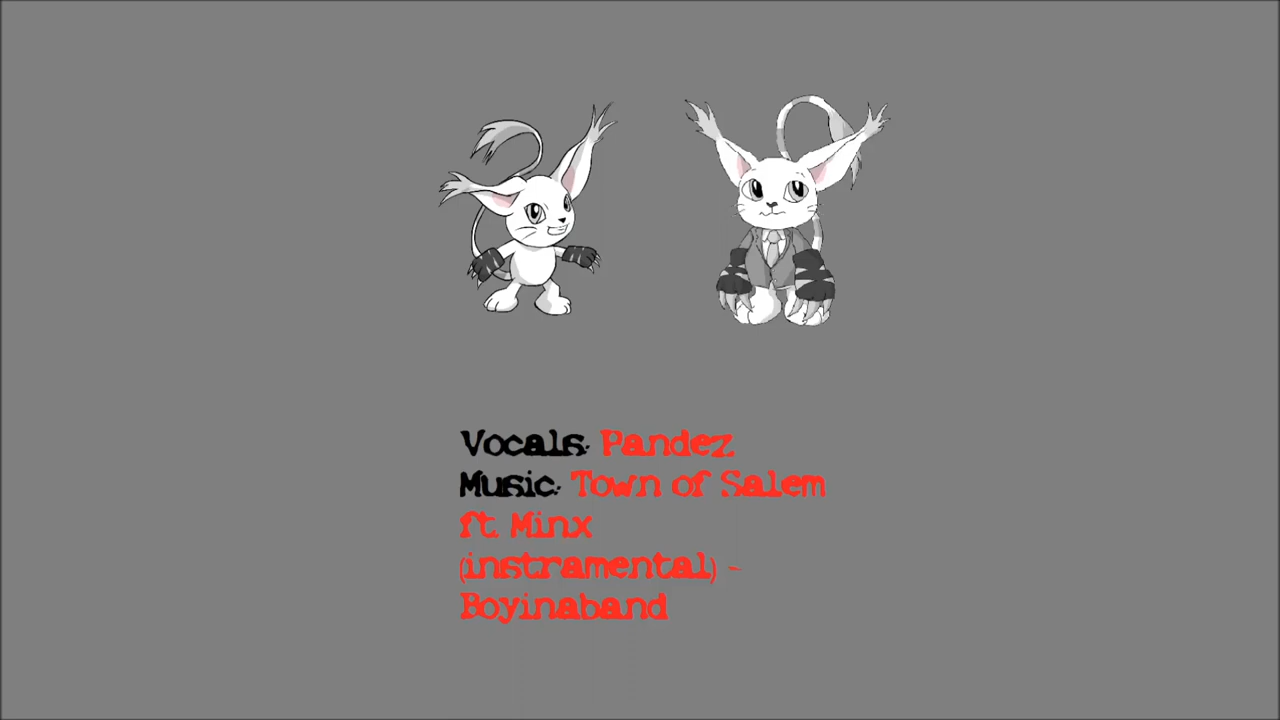 Vocals: Pandez
Music: Town of Salem
ft. Minx
(instramental) -
Boyinaband